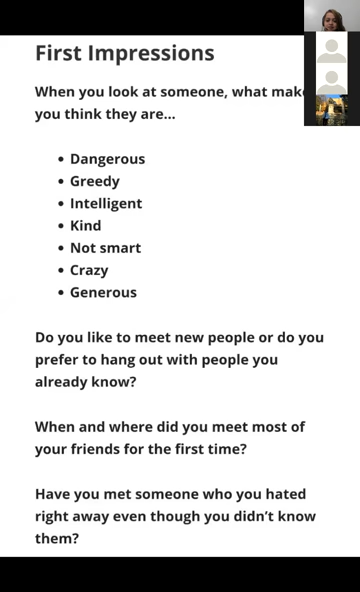 First Impressions
When you look at someone, what make
you think they are...
• Dangerous
• Greedy
• Intelligent
• Kind
• Not smart
• Crazy
• Generous
Do you like to meet new people or do you
prefer to hang out with people you
already know?
When and where did you meet most of
your friends for the first time?
Have you met someone who you hated
right away even though you didn't know
them?